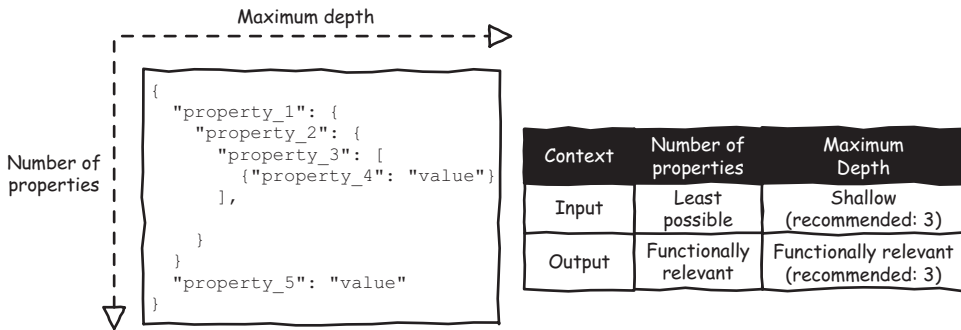 Maximum depth
Number of
properties
{
  "property_1": {
    "property_2": {
      "property_3": [
        {"property_4": "value"}
      ],
    }
  }
  "property_5": "value"
}
Context Number of properties Maximum Depth
Input Least possible Shallow (recommended: 3)
Output Functionally relevant Functionally relevant (recommended: 3)